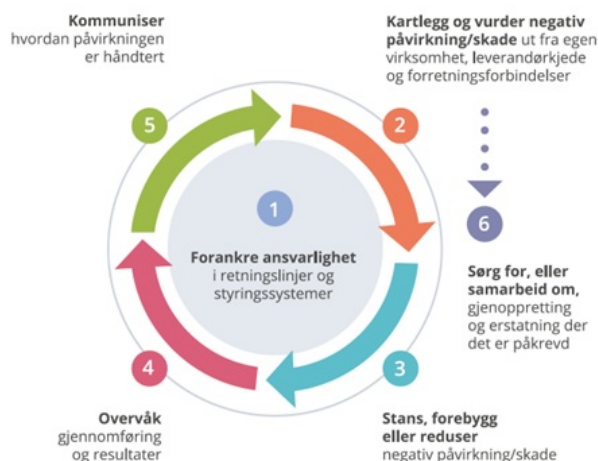 Kommuniser
hvordan påvirkningen
er håndtert
Kartlegg og vurder negativ
påvirkning/skade ut fra egen
virksomhet, leverandørkjede
og forretningsforbindelser
5
2
1
6
Forankre ansvarlighet
i retningslinjer og
styringssystemer
Sørg for, eller
samarbeid om,
gjenoppretting
og erstatning der
det er påkrevd
4
3
Overvåk
gjennomføring
og resultater
Stans, forebygg
eller reduser
negativ påvirkning/skade